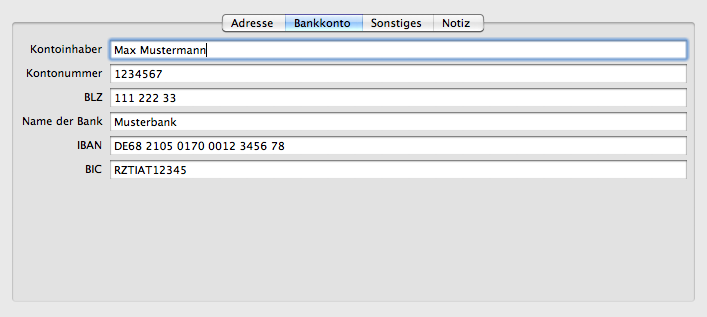 Adresse Bankkonto Sonstiges Notiz
Kontoinhaber Max Mustermann
Kontonummer 1234567
BLZ 111 222 33
Name der Bank Musterbank
IBAN DE68 2105 0170 0012 3456 78
BIC RZTIAT12345